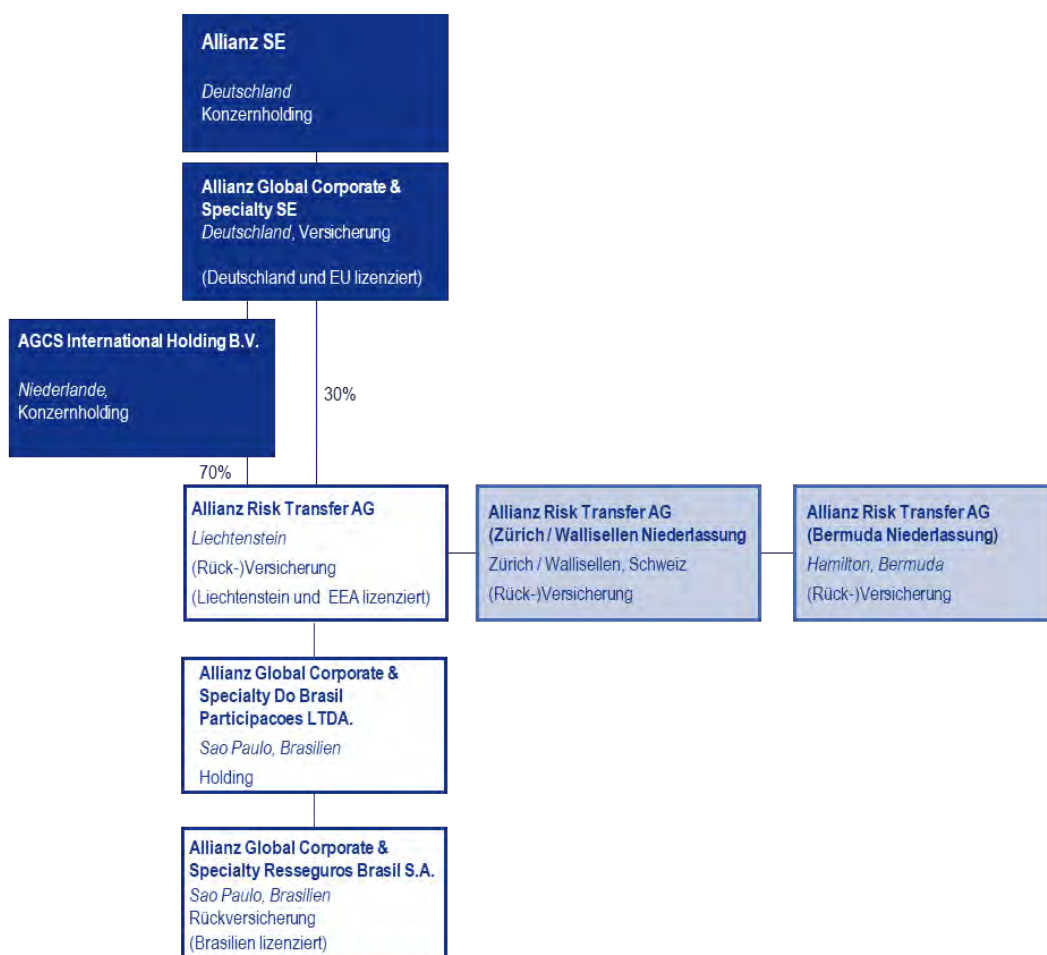 Allianz SE
Deutschland
Konzernholding
Allianz Global Corporate &
Specialty SE
Deutschland, Versicherung
(Deutschland und EU lizenziert)
AGCS International Holding B.V.
Niederlande,
Konzernholding
30%
70%
Allianz Risk Transfer AG
Liechtenstein
(Rück-)Versicherung
(Liechtenstein und EEA lizenziert)
Allianz Risk Transfer AG
(Zürich / Wallisellen Niederlassung
Zürich / Wallisellen, Schweiz
(Rück-)Versicherung
Allianz Risk Transfer AG
(Bermuda Niederlassung)
Hamilton, Bermuda
(Rück-)Versicherung
Allianz Global Corporate &
Specialty Do Brasil
Participacoes LTDA.
Sao Paulo, Brasilien
Holding
Allianz Global Corporate &
Specialty Resseguros Brasil S.A.
Sao Paulo, Brasilien
Rückversicherung
(Brasilien lizenziert)